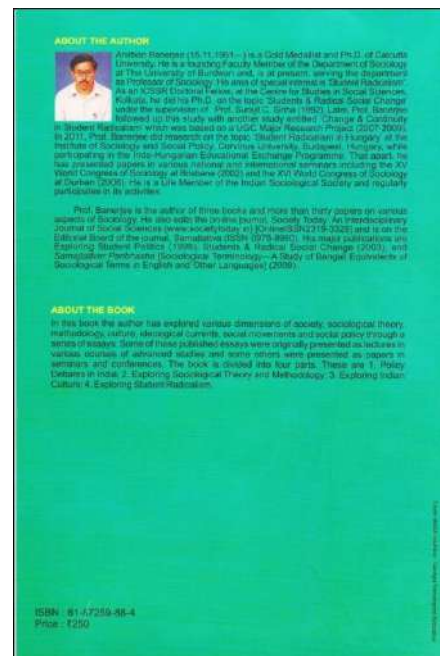 ABOUT THE AUTHOR
Anirban Banerjee (15.11.1961-- ) is a Gold Medallist and Ph.D. of Calcutta
University. He is a founding Faculty Member of the Department of Sociology
at The University of Burdwan and, is at present, serving the department
as Professor of Sociology. His area of special interest is 'Student Radicalism'.
As an ICSSR Doctoral Fellow, at the Centre for Studies in Social Sciences,
Kolkata, he did his Ph.D. on the topic 'Students & Radical Social Change'
under the supervision of Prof. Surajit C. Sinha (1992). Later, Prof. Banerjee
followed up this study with another study entitled 'Change & Continuity
in Student Radicalism' which was based on a UGC Major Research Project (2007-2009).
In 2011, Prof. Banerjee did research on the topic 'Student Radicalism in Hungary' at the
Institute of Sociology and Social Policy, Corvinus University, Budapest, Hungary, while
participating in the Indo-Hungarian Educational Exchange Programme. That apart, he
has presented papers in various national and international seminars including the XV
World Congress of Sociology at Brisbane (2002) and the XVI World Congress of Sociology
at Durban (2006). He is a Life Member of the Indian Sociological Society and regularly
participates in its activities.
Prof. Banerjee is the author of three books and more than thirty papers on various
aspects of Sociology. He also edits the on-line journal, Society Today: An Interdisciplinary
Journal of Social Sciences (www.societytoday.in) [OnlineISSN2319-3328] and is on the
Editorial Board of the journal, Samajtattva (ISSN 0975-8960). His major publications are
Exploring Student Politics (1998), Students & Radical Social Change (2003), and
Samajtattver Paribhasha [Sociological Terminology—A Study of Bengali Equivalents of
Sociological Terms in English and Other Languages] (2009).
ABOUT THE BOOK
In this book the author has explored various dimensions of society, sociological theory,
methodology, culture, ideological currents, social movements and social policy through a
series of essays. Some of these published essays were originally presented as lectures in
various courses of advanced studies and some others were presented as papers in
seminars and conferences. The book is divided into four parts. These are 1. Policy
Debates in India; 2. Exploring Sociological Theory and Methodology; 3. Exploring Indian
Culture; 4. Exploring Student Radicalism.
ISBN : 81-87259-88-4
Price : ₹250